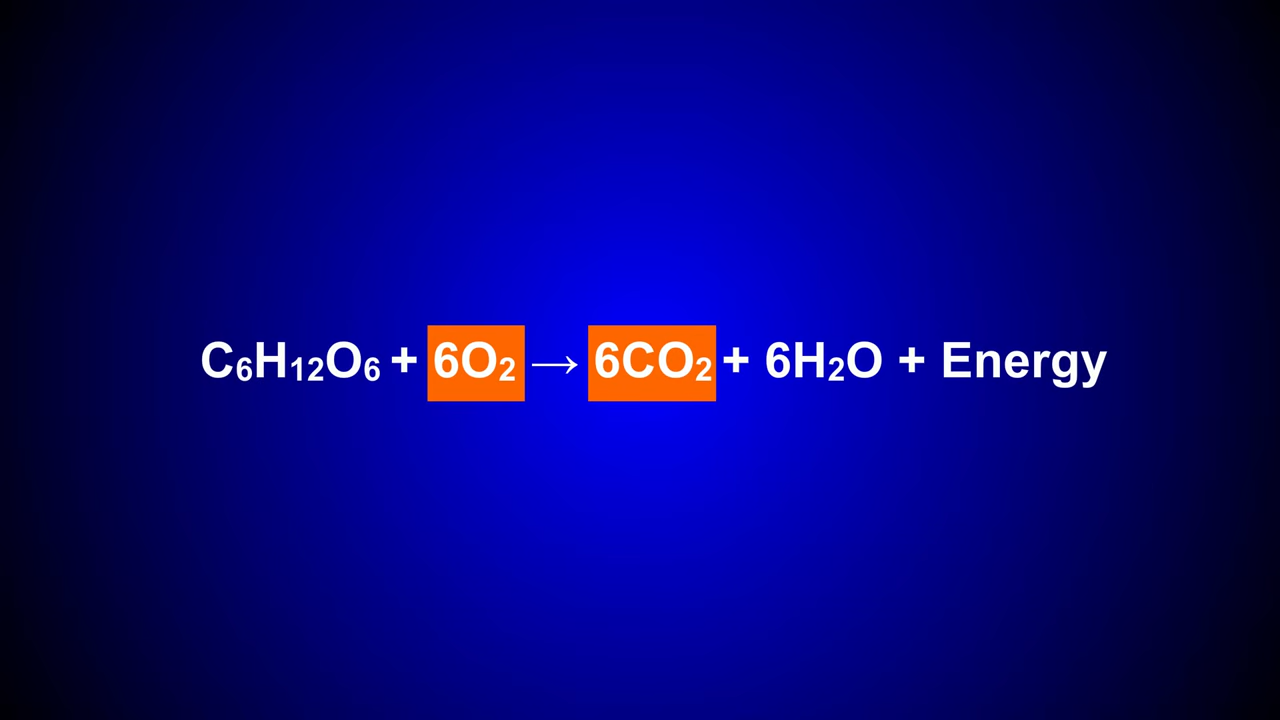 C₆H₁₂O₆ + 6O₂ → 6CO₂ + 6H₂O + Energy